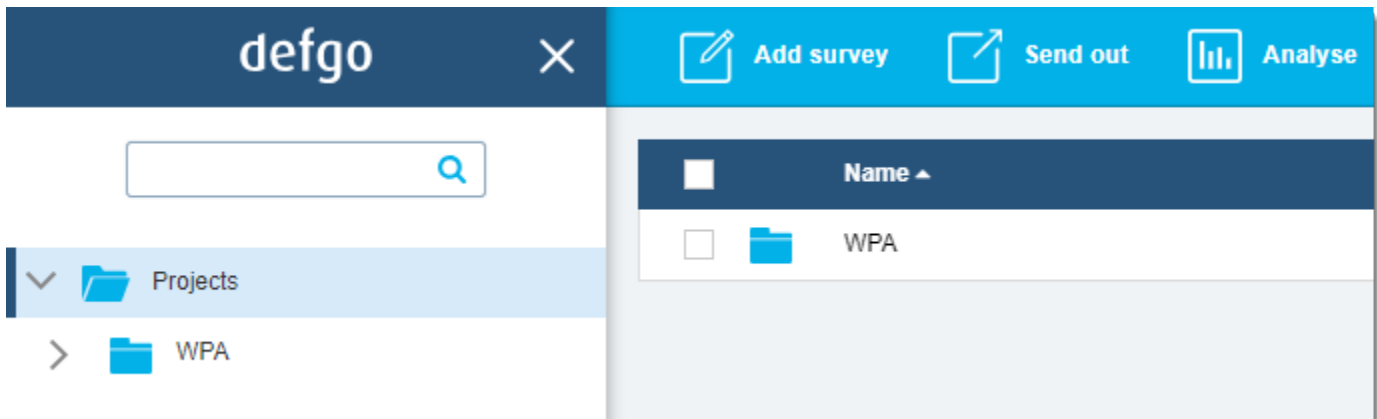 defgo
Add survey
Send out
Analyse
Projects
WPA
Name
WPA